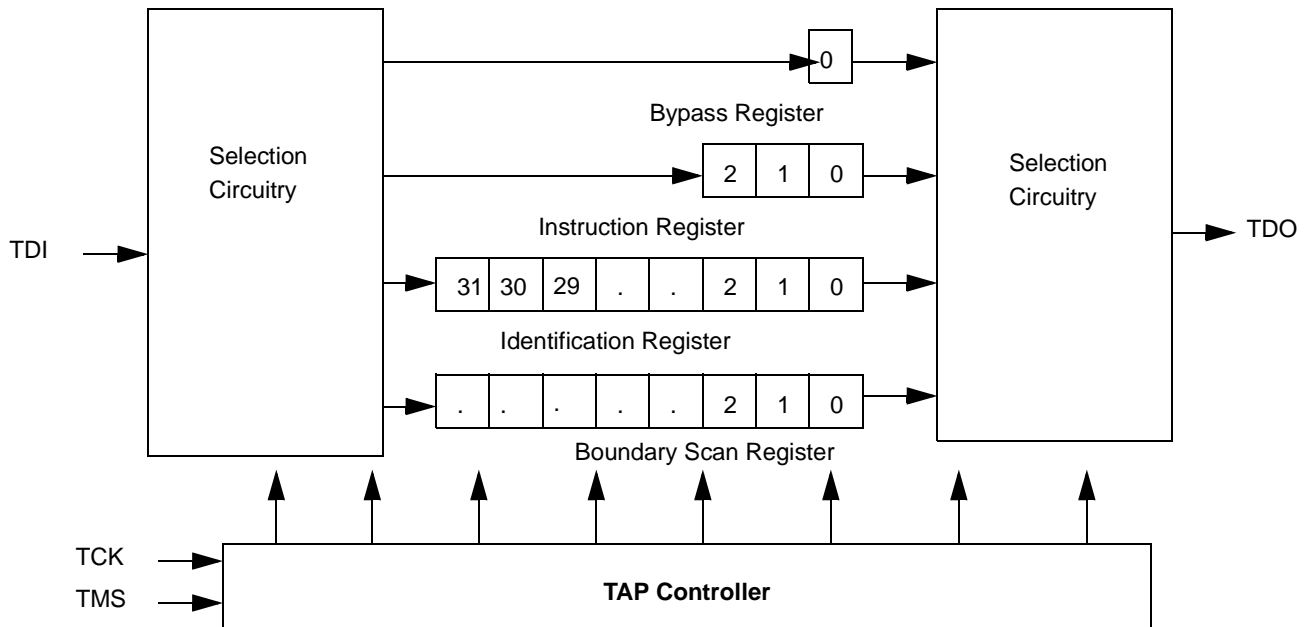 0
Bypass Register
Selection
Circuitry
2 1 0
Selection
Circuitry
Instruction Register
TDI
TDO
31 30 29 . . 2 1 0
Identification Register
. . . . . 2 1 0
Boundary Scan Register
TCK
TMS
TAP Controller